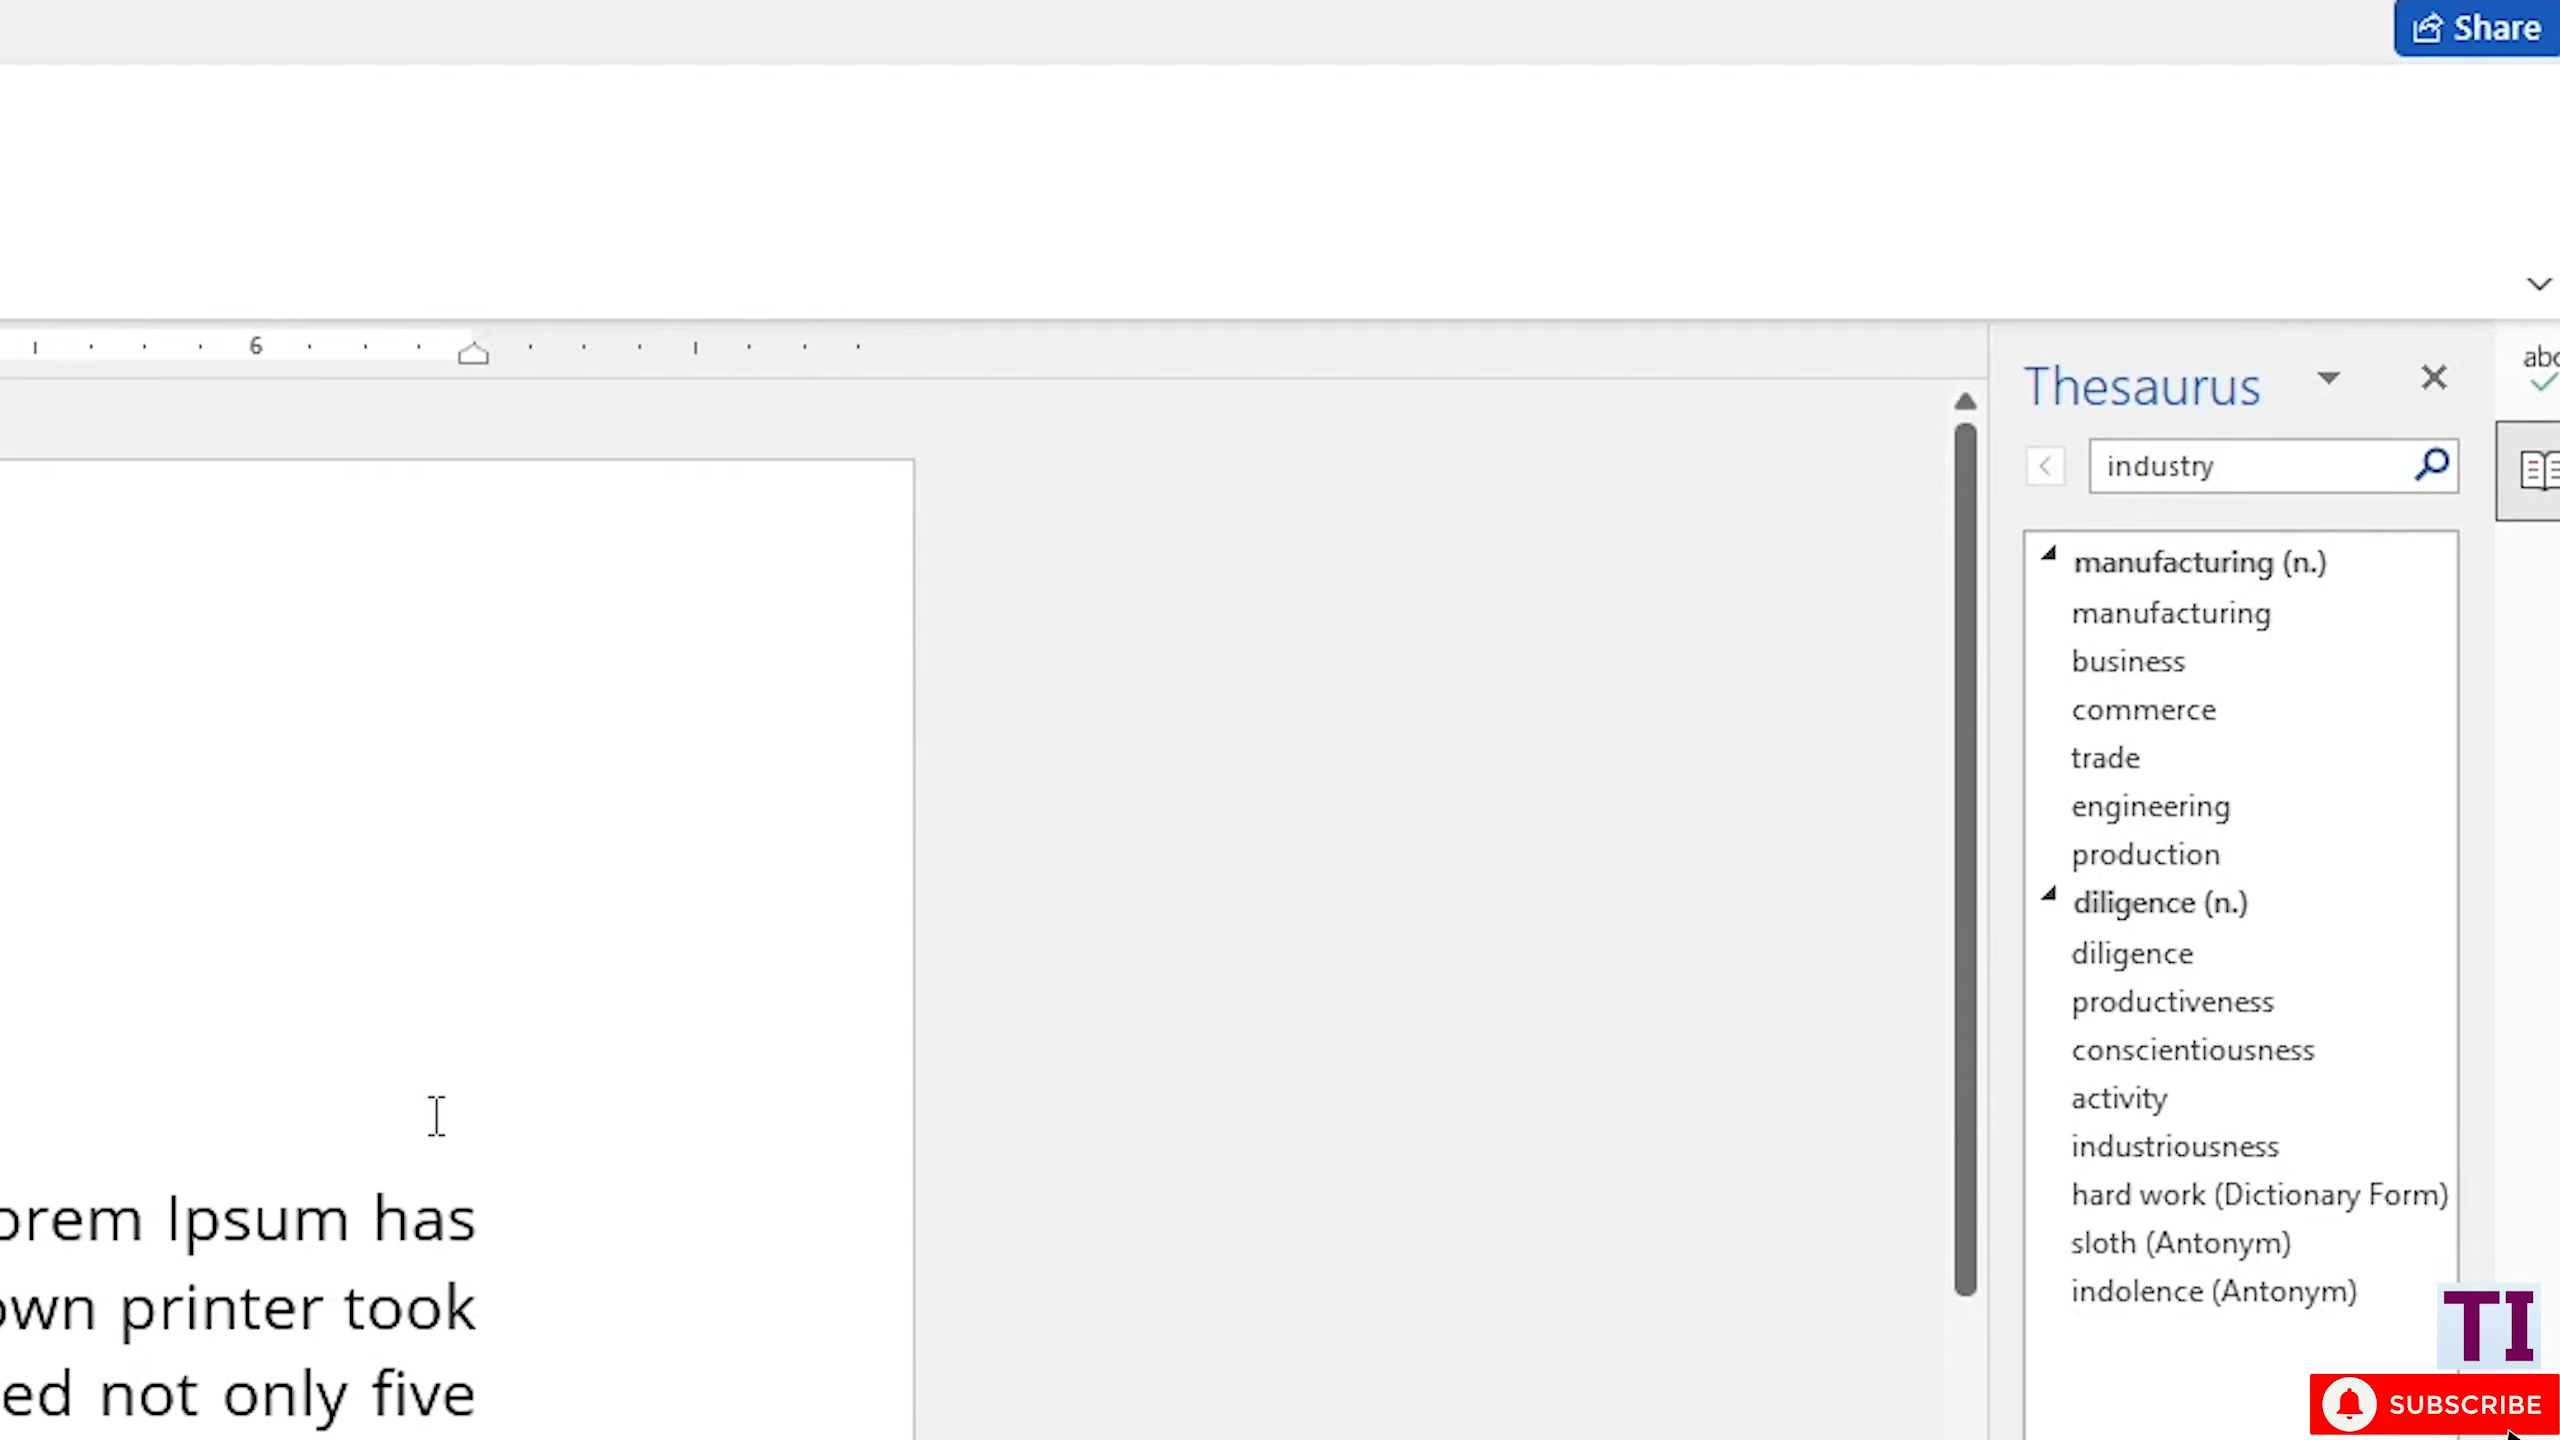 Share
6
Thesaurus
industry
manufacturing (n.)
manufacturing
business
commerce
trade
engineering
production
diligence (n.)
diligence
productiveness
conscientiousness
activity
industriousness
hard work (Dictionary Form)
sloth (Antonym)
indolence (Antonym)
orem Ipsum has
own printer took
ed not only five
abc
TI
SUBSCRIBE